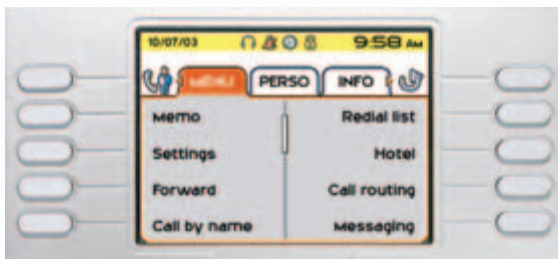 10/07/03 9:58 AM
MENU PERSO INFO
Memo Redial list
Settings Hotel
Forward Call routing
Call by name Messaging